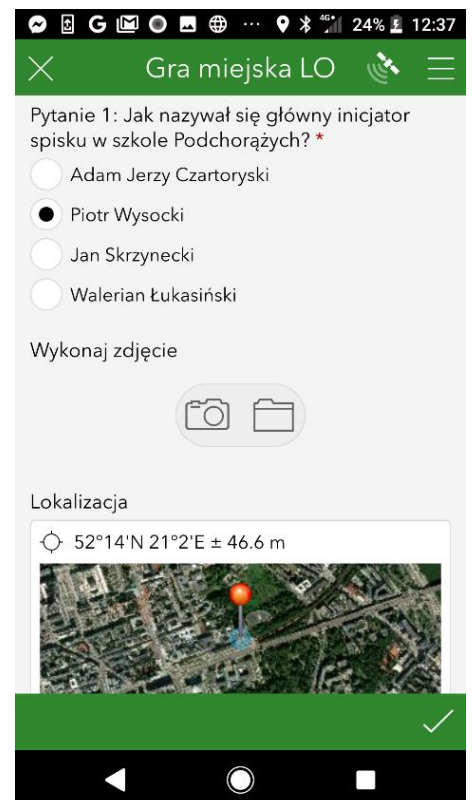 4G+ 24% 12:37
Gra miejska LO
Pytanie 1: Jak nazywał się główny inicjator
spisku w szkole Podchorążych? *
Adam Jerzy Czartoryski
Piotr Wysocki
Jan Skrzynecki
Walerian Łukasiński
Wykonaj zdjęcie
Lokalizacja
52°14'N 21°2'E ± 46.6 m